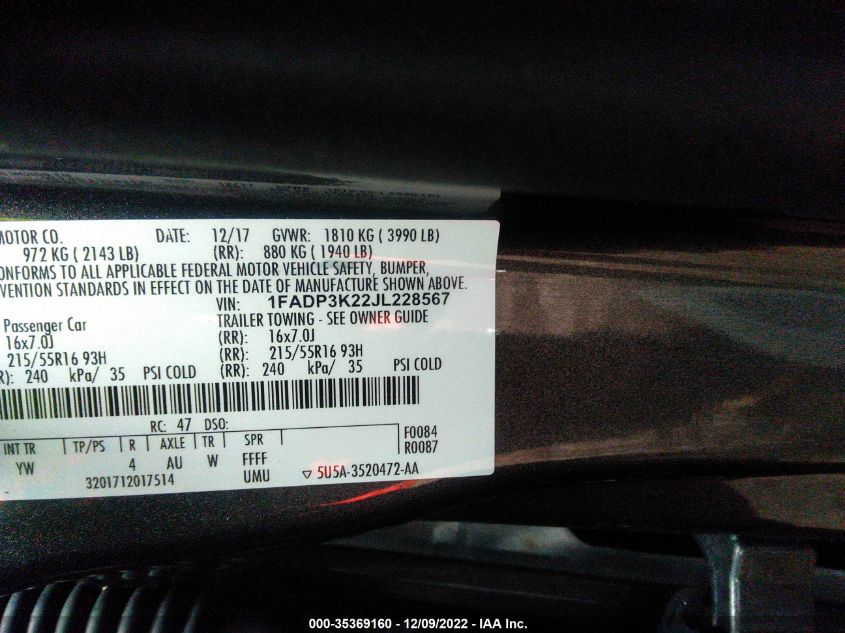 MOTOR CO. DATE: 12/17 GVWR: 1810 KG ( 3990 LB)
972 KG ( 2143 LB) (RR): 880 KG ( 1940 LB)
CONFORMS TO ALL APPLICABLE FEDERAL MOTOR VEHICLE SAFETY, BUMPER,
VENTION STANDARDS IN EFFECT ON THE DATE OF MANUFACTURE SHOWN ABOVE.
VIN: 1FADP3K22JL228567
Passenger Car TRAILER TOWING - SEE OWNER GUIDE
16x7.0J (RR): 16x7.0J
215/55R16 93H (RR): 215/55R16 93H
R): 240 kPa/ 35 PSI COLD (RR): 240 kPa/ 35 PSI COLD
RC: 47 DSO:
INT TR TP/PS R AXLE TR SPR F0084
R0087
YW 4 AU W FFFF
UMU
3201712017514 ▽ 5U5A-3520472-AA
000-35369160 - 12/09/2022 - IAA Inc.